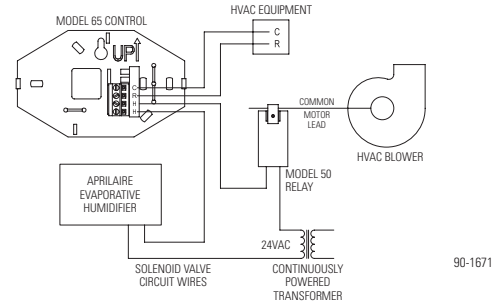 MODEL 65 CONTROL
HVAC EQUIPMENT
UP!
C
R
C
R
H
H
COMMON
MOTOR
LEAD
HVAC BLOWER
MODEL 50
RELAY
APRILAIRE
EVAPORATIVE
HUMIDIFIER
24VAC
SOLENOID VALVE
CIRCUIT WIRES
CONTINUOUSLY
POWERED
TRANSFORMER
90-1671